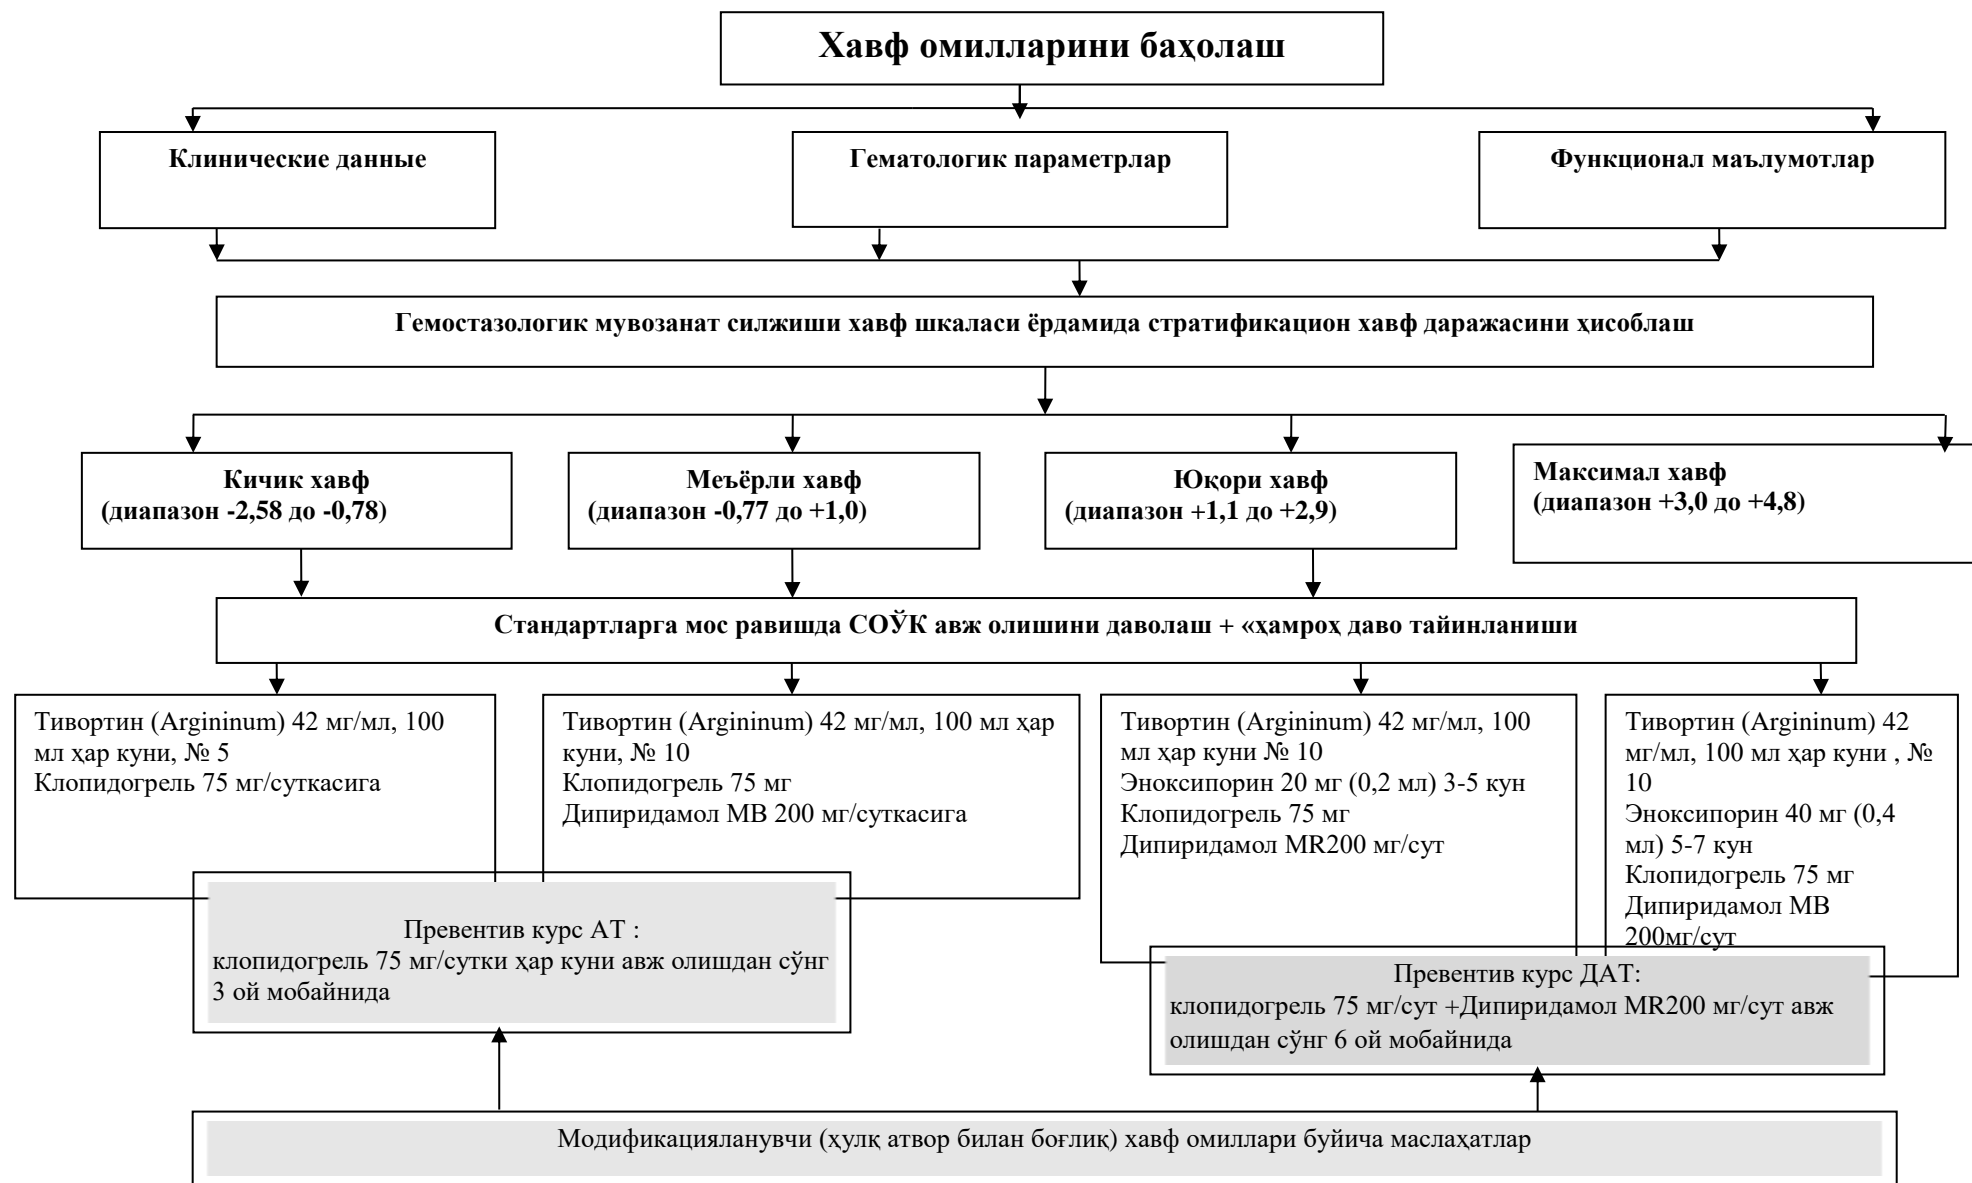 Хавф омилларини баҳолаш
Клинические данные
Гематологик параметрлар
Функционал маълумотлар
Гемостазологик мувозанат силжиши хавф шкаласи ёрдамида стратификацион хавф даражасини ҳисоблаш
Кичик хавф
(диапазон -2,58 до -0,78)
Меъёрли хавф
(диапазон -0,77 до +1,0)
Юқори хавф
(диапазон +1,1 до +2,9)
Максимал хавф
(диапазон +3,0 до +4,8)
Стандартларга мос равишда СОЎК авж олишини даволаш + «ҳамроҳ даво тайинланиши
Тивортин (Argininum) 42 мг/мл, 100
мл ҳар куни, № 5
Клопидогрель 75 мг/суткасига
Тивортин (Argininum) 42 мг/мл, 100 мл ҳар
куни, № 10
Клопидогрель 75 мг
Дипиридамол МВ 200 мг/суткасига
Тивортин (Argininum) 42 мг/мл, 100
мл ҳар куни № 10
Эноксипорин 20 мг (0,2 мл) 3-5 кун
Клопидогрель 75 мг
Дипиридамол MR200 мг/сут
Тивортин (Argininum) 42
мг/мл, 100 мл ҳар куни , №
10
Эноксипорин 40 мг (0,4
мл) 5-7 кун
Клопидогрель 75 мг
Дипиридамол МВ
200мг/сут
Превентив курс АТ :
клопидогрель 75 мг/сутки ҳар куни авж олишдан сўнг
3 ой мобайнида
Превентив курс ДАТ:
клопидогрель 75 мг/сут +Дипиридамол MR200 мг/сут авж
олишдан сўнг 6 ой мобайнида
Модификацияланувчи (ҳулқ атвор билан боғлиқ) хавф омиллари буйича маслаҳатлар